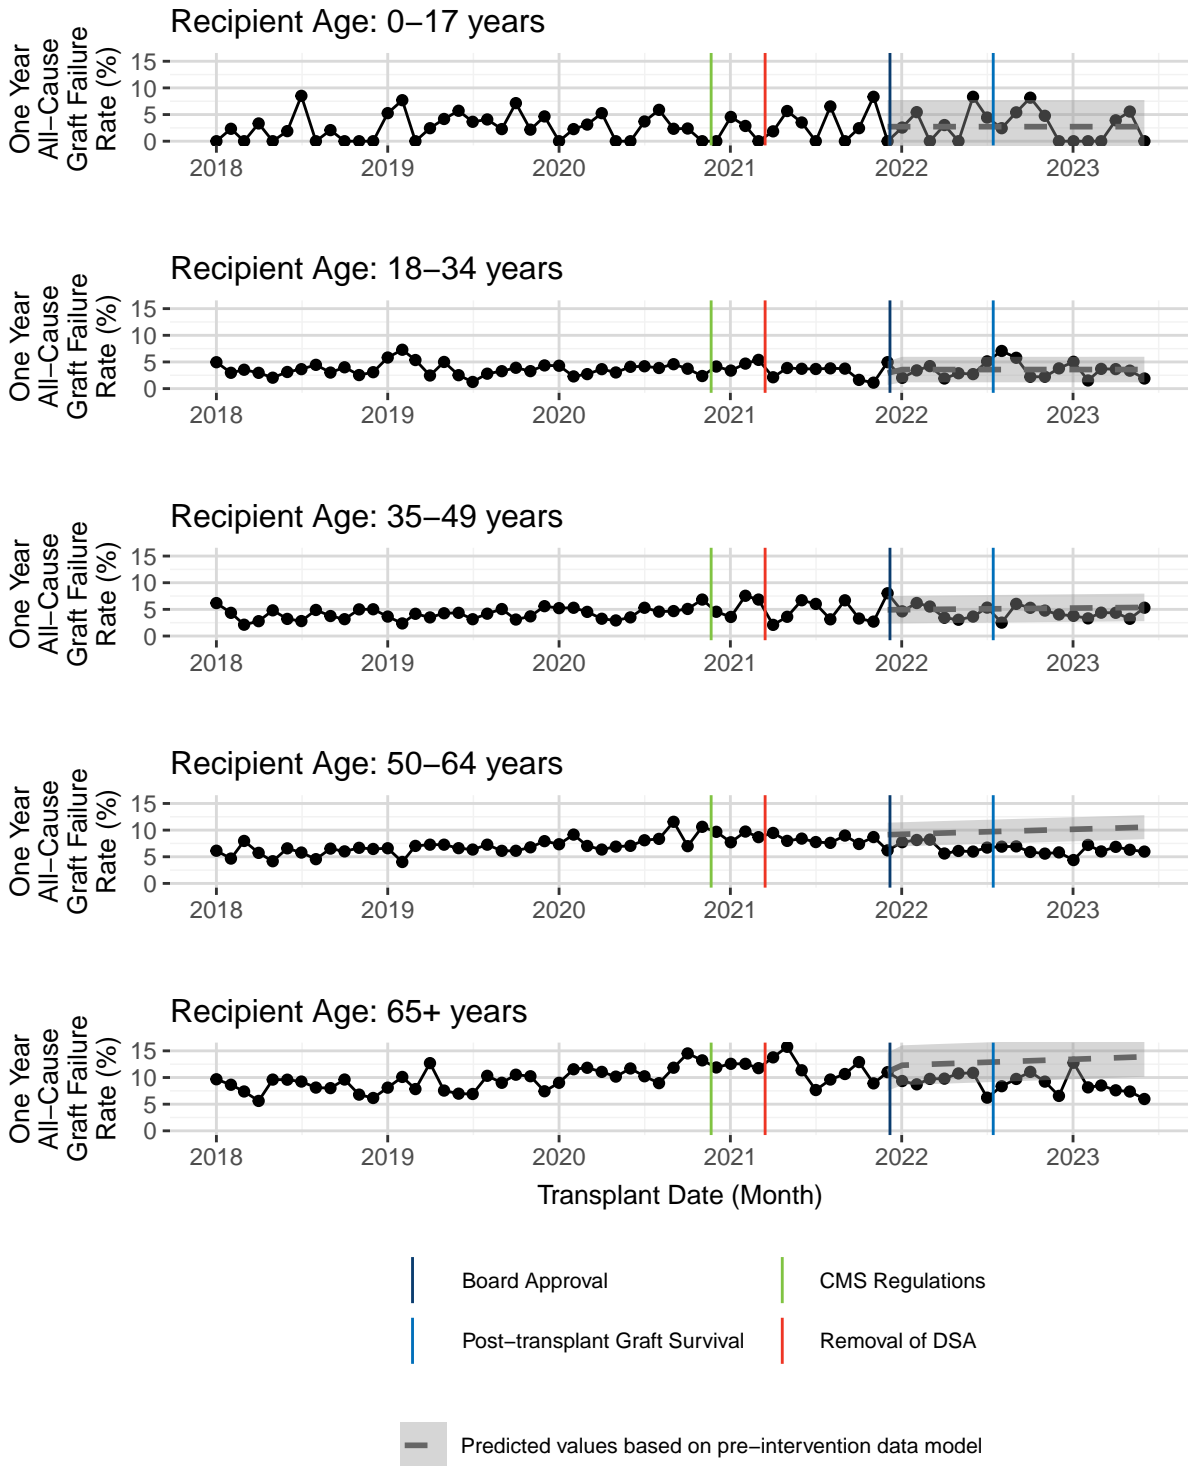 Recipient Age: 0−17 years
One Year
All−Cause
Graft Failure
Rate (%)
15
10
5
0
2018 2019 2020 2021 2022 2023
Recipient Age: 18−34 years
One Year
All−Cause
Graft Failure
Rate (%)
15
10
5
0
2018 2019 2020 2021 2022 2023
Recipient Age: 35−49 years
One Year
All−Cause
Graft Failure
Rate (%)
15
10
5
0
2018 2019 2020 2021 2022 2023
Recipient Age: 50−64 years
One Year
All−Cause
Graft Failure
Rate (%)
15
10
5
0
2018 2019 2020 2021 2022 2023
Recipient Age: 65+ years
One Year
All−Cause
Graft Failure
Rate (%)
15
10
5
0
2018 2019 2020 2021 2022 2023
Transplant Date (Month)
Board Approval CMS Regulations
Post−transplant Graft Survival Removal of DSA
Predicted values based on pre−intervention data model